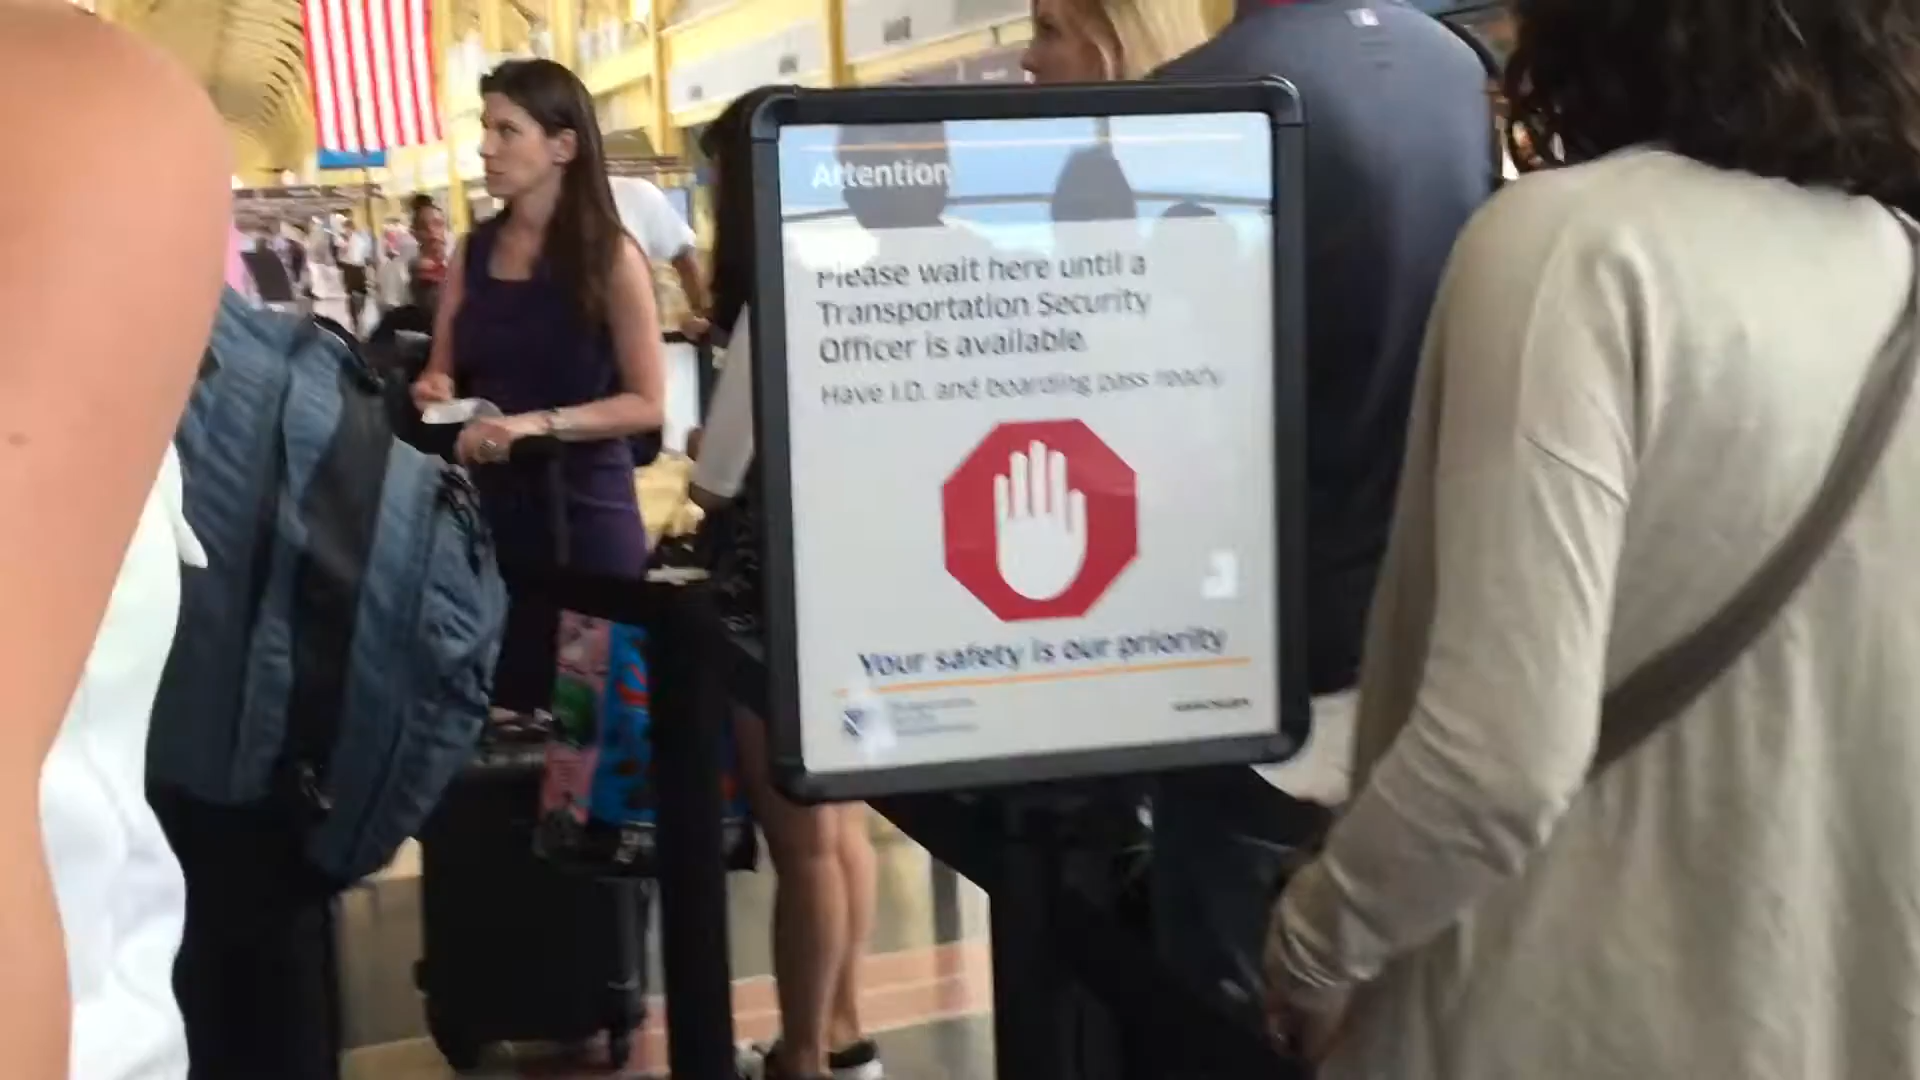 Attention
Please wait here until a
Transportation Security
Officer is available.
Have I.D. and boarding pass ready.
Your safety is our priority